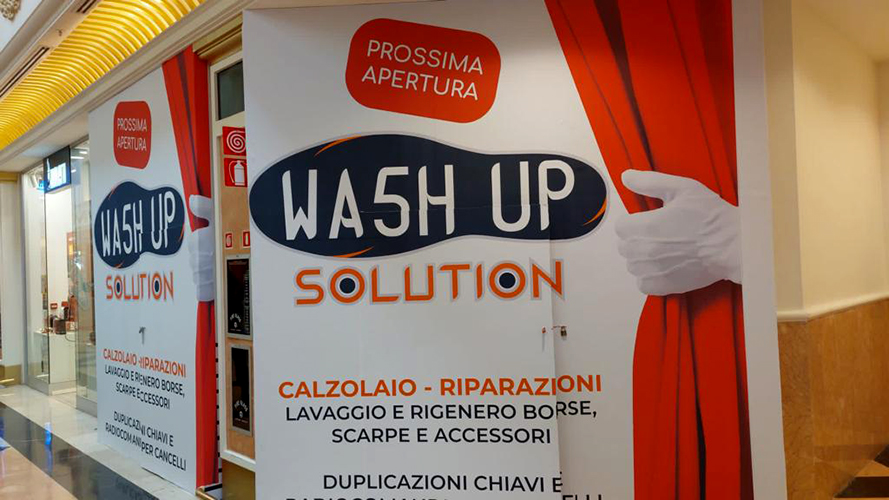 PROSSIMA
APERTURA
WA5H UP
SOLUTION
CALZOLAIO - RIPARAZIONI
LAVAGGIO E RIGENERO BORSE,
SCARPE E ACCESSORI
DUPLICAZIONI CHIAVI E
PROSSIMA
APERTURA
WA5H UP
SOLUTION
CALZOLAIO - RIPARAZIONI
LAVAGGIO E RIGENERO BORSE,
SCARPE E ACCESSORI
DUPLICAZIONI CHIAVI E
PER CANCELLI